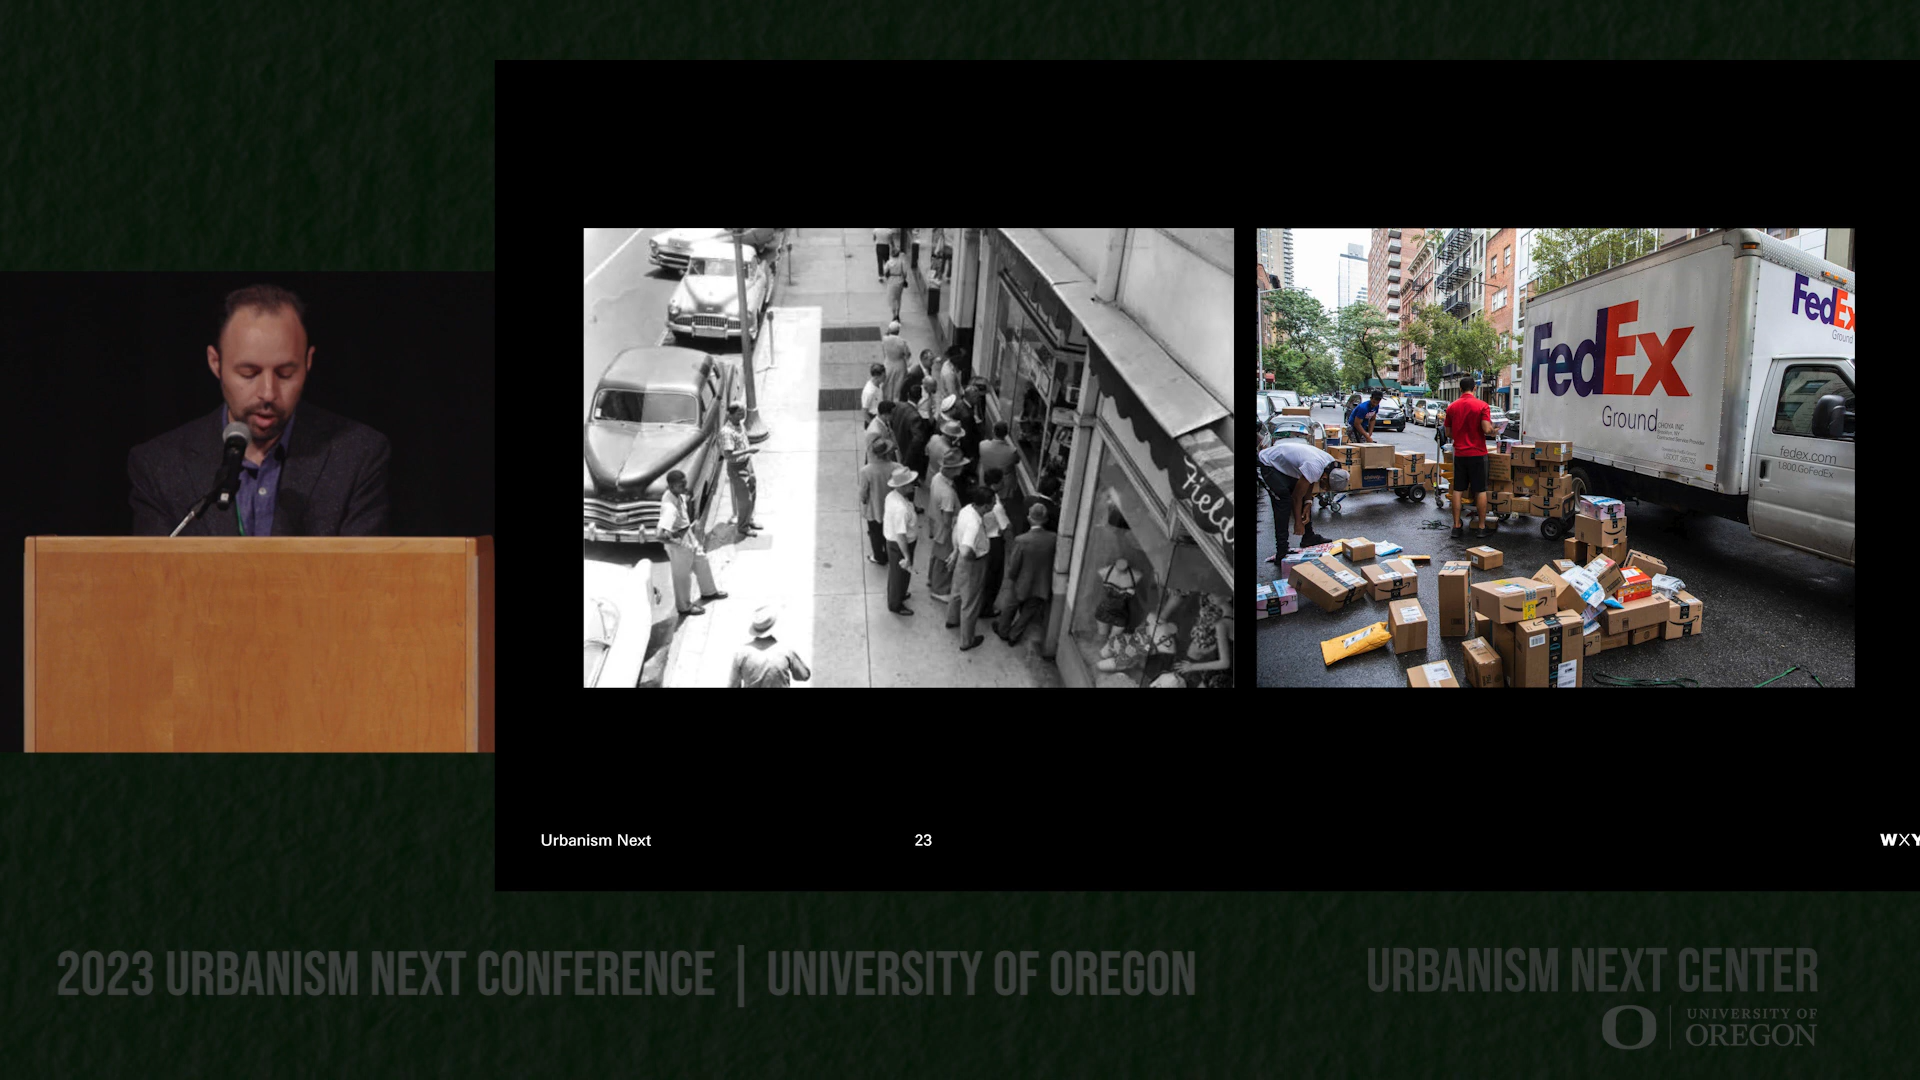 Field
FedEx
Ground
FedEx
Ground
fedex.com
1.800.GoFedEx
Urbanism Next
23
WXY
2023 URBANISM NEXT CONFERENCE | UNIVERSITY OF OREGON
URBANISM NEXT CENTER
O UNIVERSITY OF
OREGON